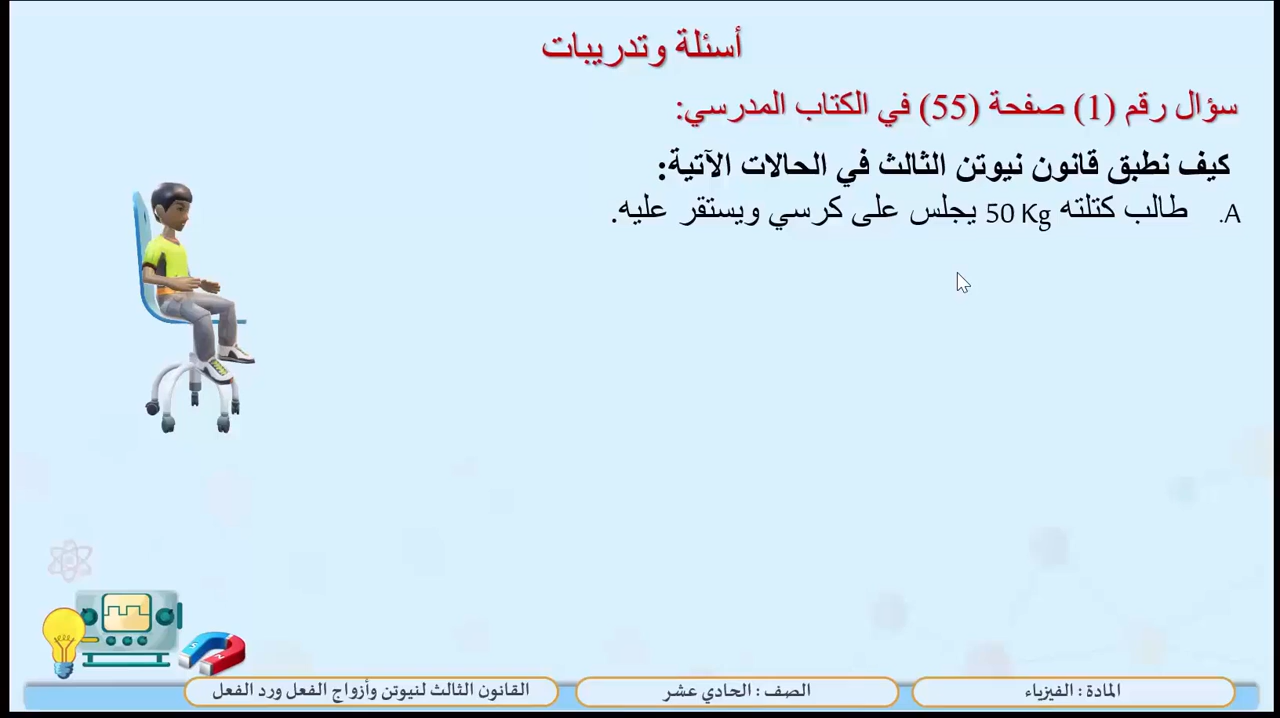 أسئلة وتدريبات
سؤال رقم (1) صفحة (55) في الكتاب المدرسي:
كيف نطبق قانون نيوتن الثالث في الحالات الآتية:
A. طالب كتلته 50 Kg يجلس على كرسي ويستقر عليه.
المادة : الفيزياء
الصف : الحادي عشر
القانون الثالث لنيوتن وأزواج الفعل ورد الفعل